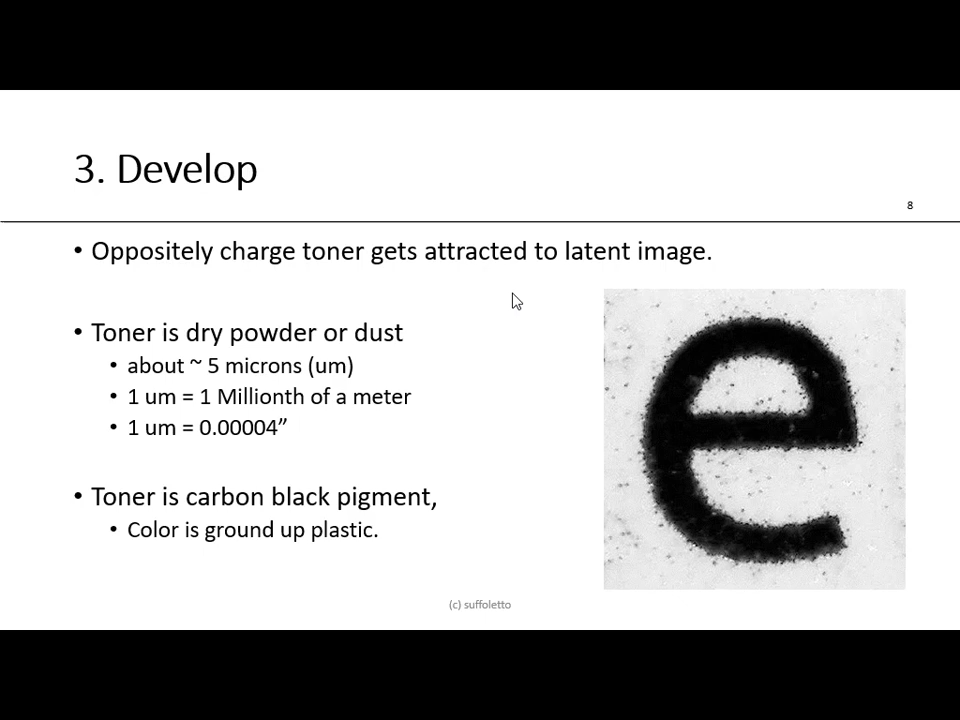 3. Develop
8
• Oppositely charge toner gets attracted to latent image.
• Toner is dry powder or dust
• about ~ 5 microns (um)
• 1 um = 1 Millionth of a meter
• 1 um = 0.00004”
• Toner is carbon black pigment,
• Color is ground up plastic.
e
(c) suffoletto